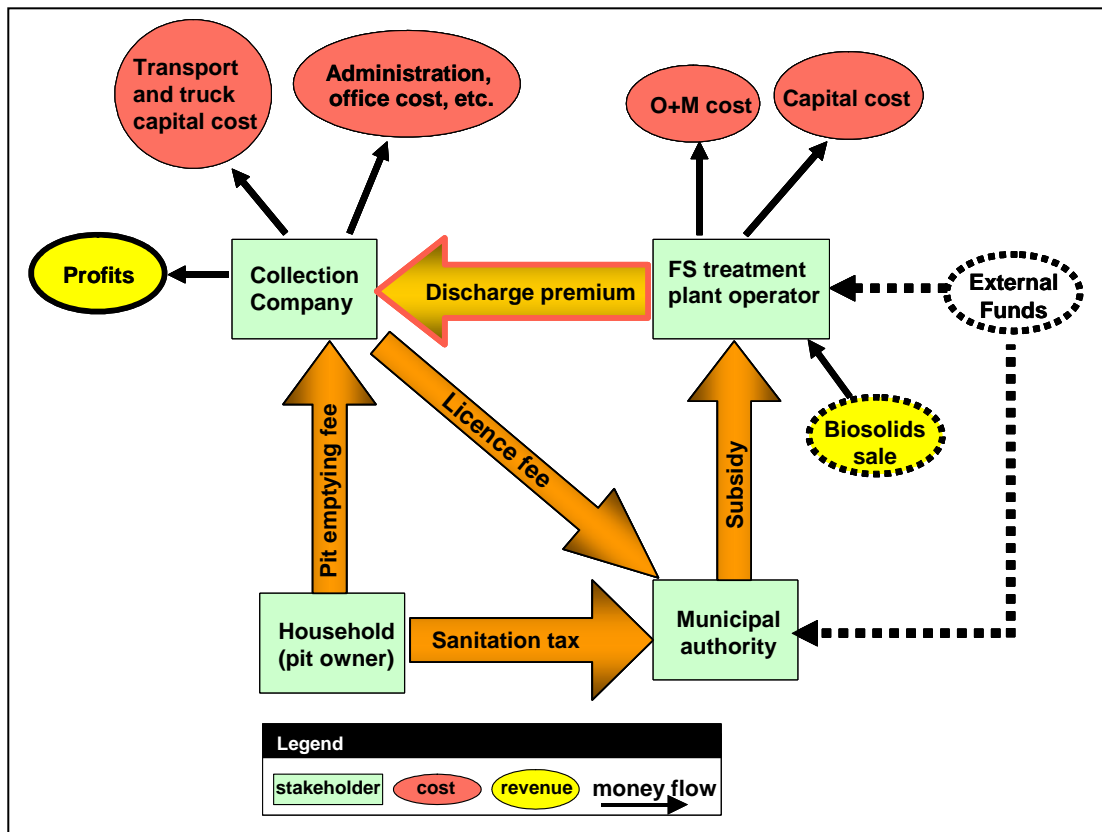 Transport
and truck
capital cost
Administration,
office cost, etc.
O+M cost
Capital cost
Profits
Collection
Company
Discharge premium
FS treatment
plant operator
External
Funds
Biosolids
sale
Pit emptying fee
Licence fee
Subsidy
Household
(pit owner)
Sanitation tax
Municipal
authority
Legend
stakeholder
cost
revenue
money flow